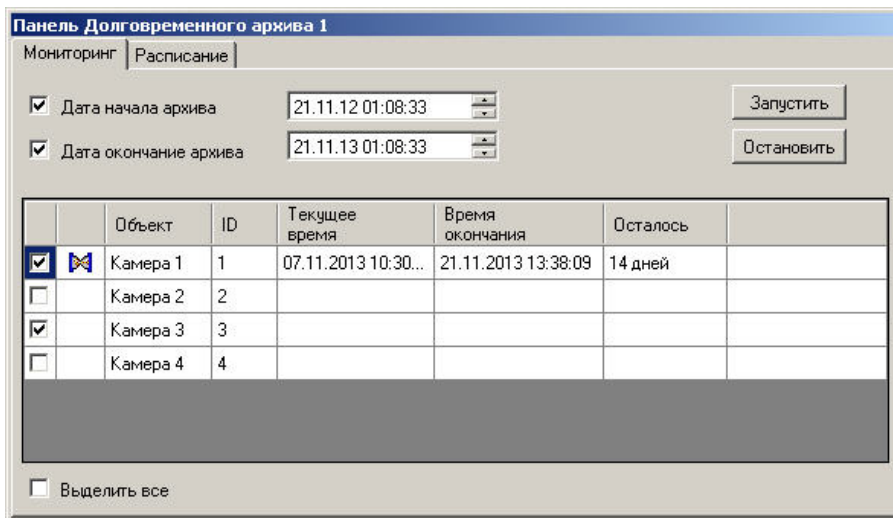 Панель Долговременного архива 1
Мониторинг Расписание
Дата начала архива 21.11.12 01:08:33 Запустить
Дата окончание архива 21.11.13 01:08:33 Остановить
Объект ID Текущее время Время окончания Осталось
Камера 1 1 07.11.2013 10:30... 21.11.2013 13:38:09 14 дней
Камера 2 2
Камера 3 3
Камера 4 4
Выделить все